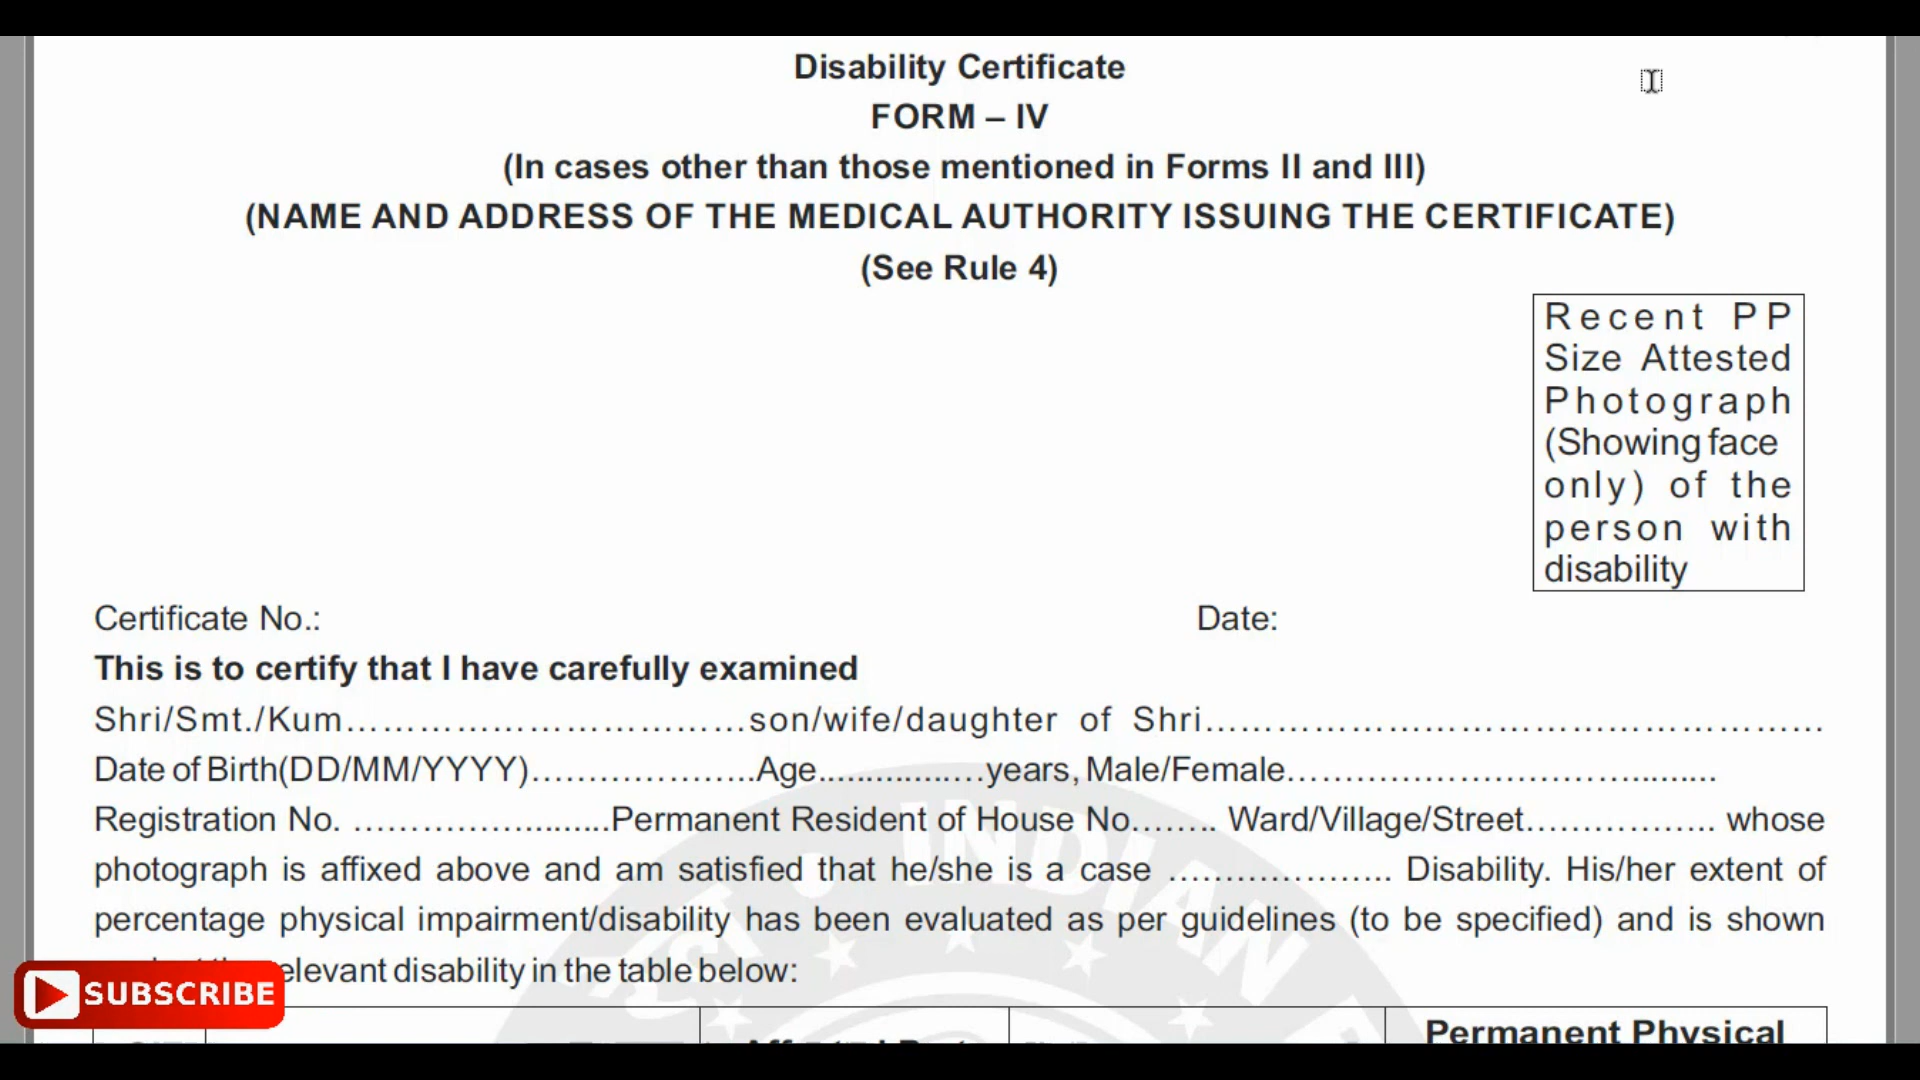 Disability Certificate
FORM – IV
(In cases other than those mentioned in Forms II and III)
(NAME AND ADDRESS OF THE MEDICAL AUTHORITY ISSUING THE CERTIFICATE)
(See Rule 4)
Recent PP
Size Attested
Photograph
(Showing face
only) of the
person with
disability
Certificate No.: Date:
This is to certify that I have carefully examined
Shri/Smt./Kum……………………………son/wife/daughter of Shri……………………………………………
Date of Birth(DD/MM/YYYY)…………………..Age..................years, Male/Female……………………………..........
Registration No. ……………..........Permanent Resident of House No…….. Ward/Village/Street…………….. whose
photograph is affixed above and am satisfied that he/she is a case ………………….. Disability. His/her extent of
percentage physical impairment/disability has been evaluated as per guidelines (to be specified) and is shown
relevant disability in the table below:
SUBSCRIBE
Permanent Physical
INDIAN